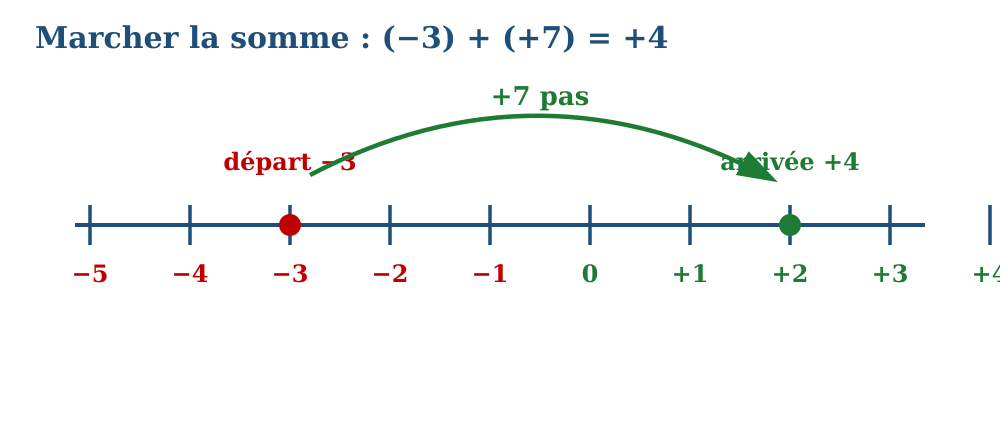 Marcher la somme : (−3) + (+7) = +4
+7 pas
départ −3 arrivée +4
−5 −4 −3 −2 −1 0 +1 +2 +3 +4